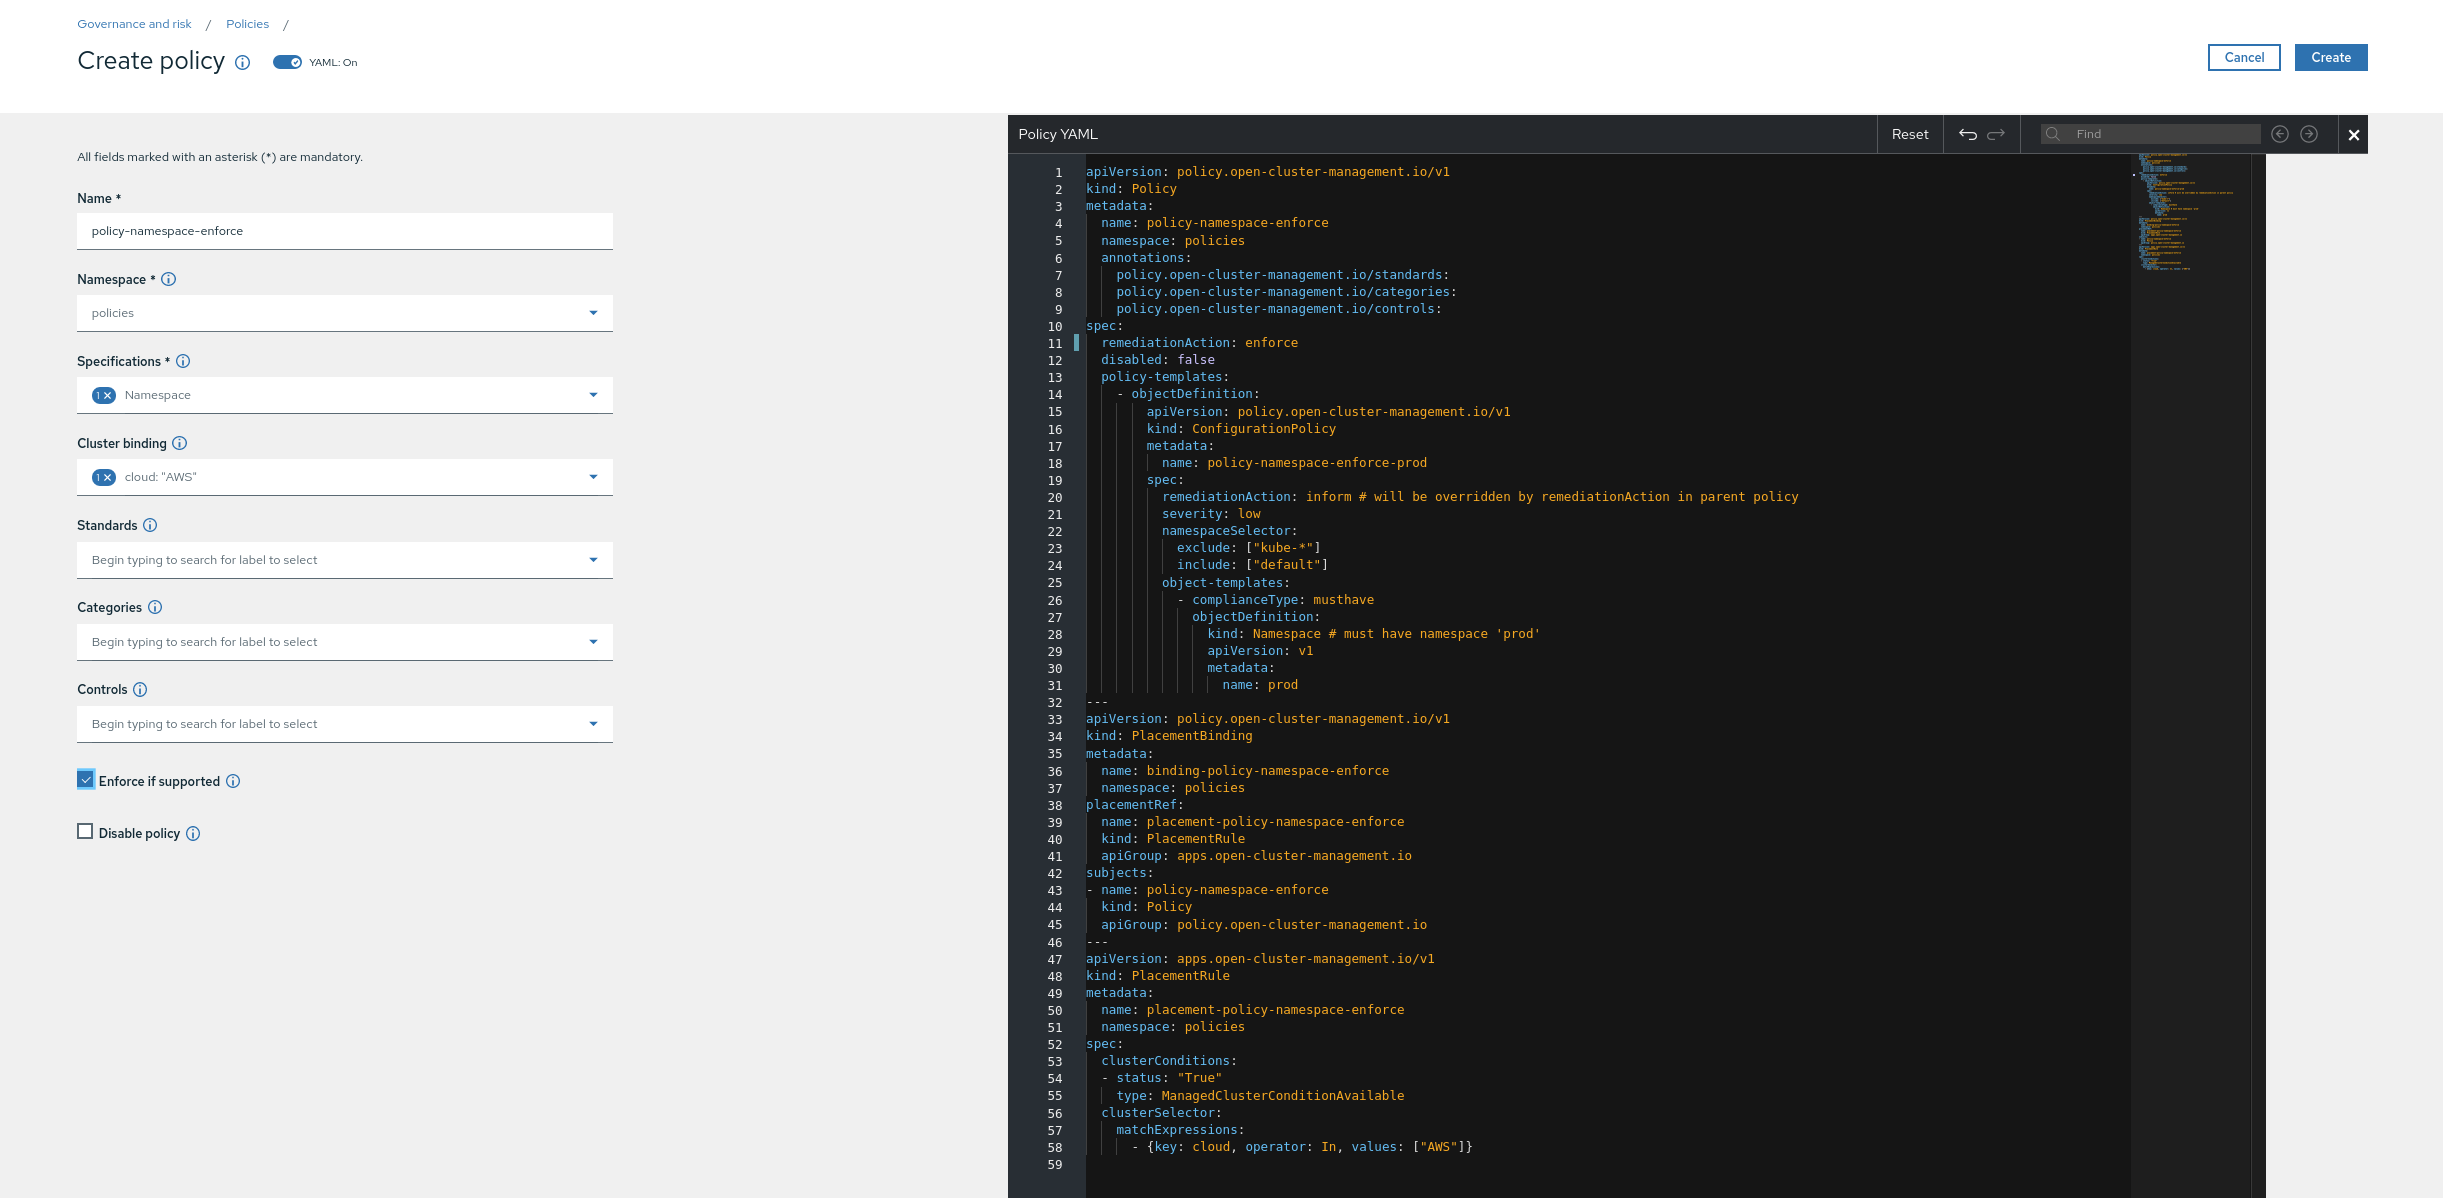 Governance and risk / Policies /
Create policy YAML: On
Cancel Create
All fields marked with an asterisk (*) are mandatory.
Name *
policy-namespace-enforce
Namespace *
policies
Specifications *
1 Namespace
Cluster binding
1 cloud: "AWS"
Standards
Begin typing to search for label to select
Categories
Begin typing to search for label to select
Controls
Begin typing to search for label to select
Enforce if supported
Disable policy
Policy YAML Reset Find
1 apiVersion: policy.open-cluster-management.io/v1
2 kind: Policy
3 metadata:
4   name: policy-namespace-enforce
5   namespace: policies
6   annotations:
7     policy.open-cluster-management.io/standards:
8     policy.open-cluster-management.io/categories:
9     policy.open-cluster-management.io/controls:
10 spec:
11   remediationAction: enforce
12   disabled: false
13   policy-templates:
14     - objectDefinition:
15         apiVersion: policy.open-cluster-management.io/v1
16         kind: ConfigurationPolicy
17         metadata:
18           name: policy-namespace-enforce-prod
19         spec:
20           remediationAction: inform # will be overridden by remediationAction in parent policy
21           severity: low
22           namespaceSelector:
23             exclude: ["kube-*"]
24             include: ["default"]
25           object-templates:
26             - complianceType: musthave
27               objectDefinition:
28                 kind: Namespace # must have namespace 'prod'
29                 apiVersion: v1
30                 metadata:
31                   name: prod
32 ---
33 apiVersion: policy.open-cluster-management.io/v1
34 kind: PlacementBinding
35 metadata:
36   name: binding-policy-namespace-enforce
37   namespace: policies
38 placementRef:
39   name: placement-policy-namespace-enforce
40   kind: PlacementRule
41   apiGroup: apps.open-cluster-management.io
42 subjects:
43 - name: policy-namespace-enforce
44   kind: Policy
45   apiGroup: policy.open-cluster-management.io
46 ---
47 apiVersion: apps.open-cluster-management.io/v1
48 kind: PlacementRule
49 metadata:
50   name: placement-policy-namespace-enforce
51   namespace: policies
52 spec:
53   clusterConditions:
54   - status: "True"
55     type: ManagedClusterConditionAvailable
56   clusterSelector:
57     matchExpressions:
58       - {key: cloud, operator: In, values: ["AWS"]}
59